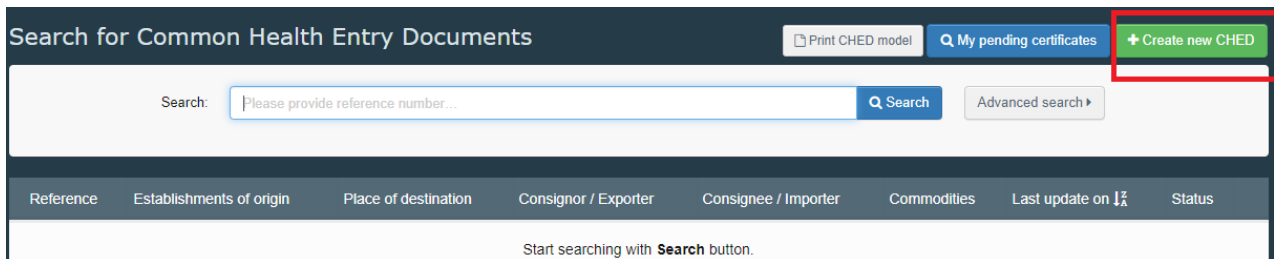 Search for Common Health Entry Documents
Print CHED model
My pending certificates
+ Create new CHED
Search:
Please provide reference number...
Search
Advanced search
Reference Establishments of origin Place of destination Consignor / Exporter Consignee / Importer Commodities Last update on Status
Start searching with Search button.